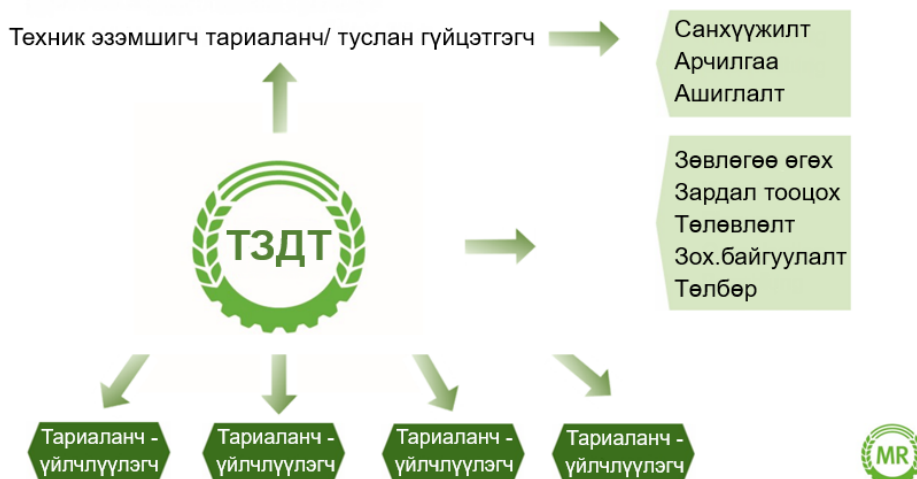 Техник эзэмшигч тариаланч/ туслан гүйцэтгэгч
Санхүүжилт
Арчилгаа
Ашиглалт
Зөвлөгөө өгөх
Зардал тооцох
Төлөвлөлт
Зох.байгуулалт
Төлбөр
ТЗДТ
Тариаланч -
үйлчлүүлэгч
Тариаланч -
үйлчлүүлэгч
Тариаланч -
үйлчлүүлэгч
Тариаланч -
үйлчлүүлэгч
MR